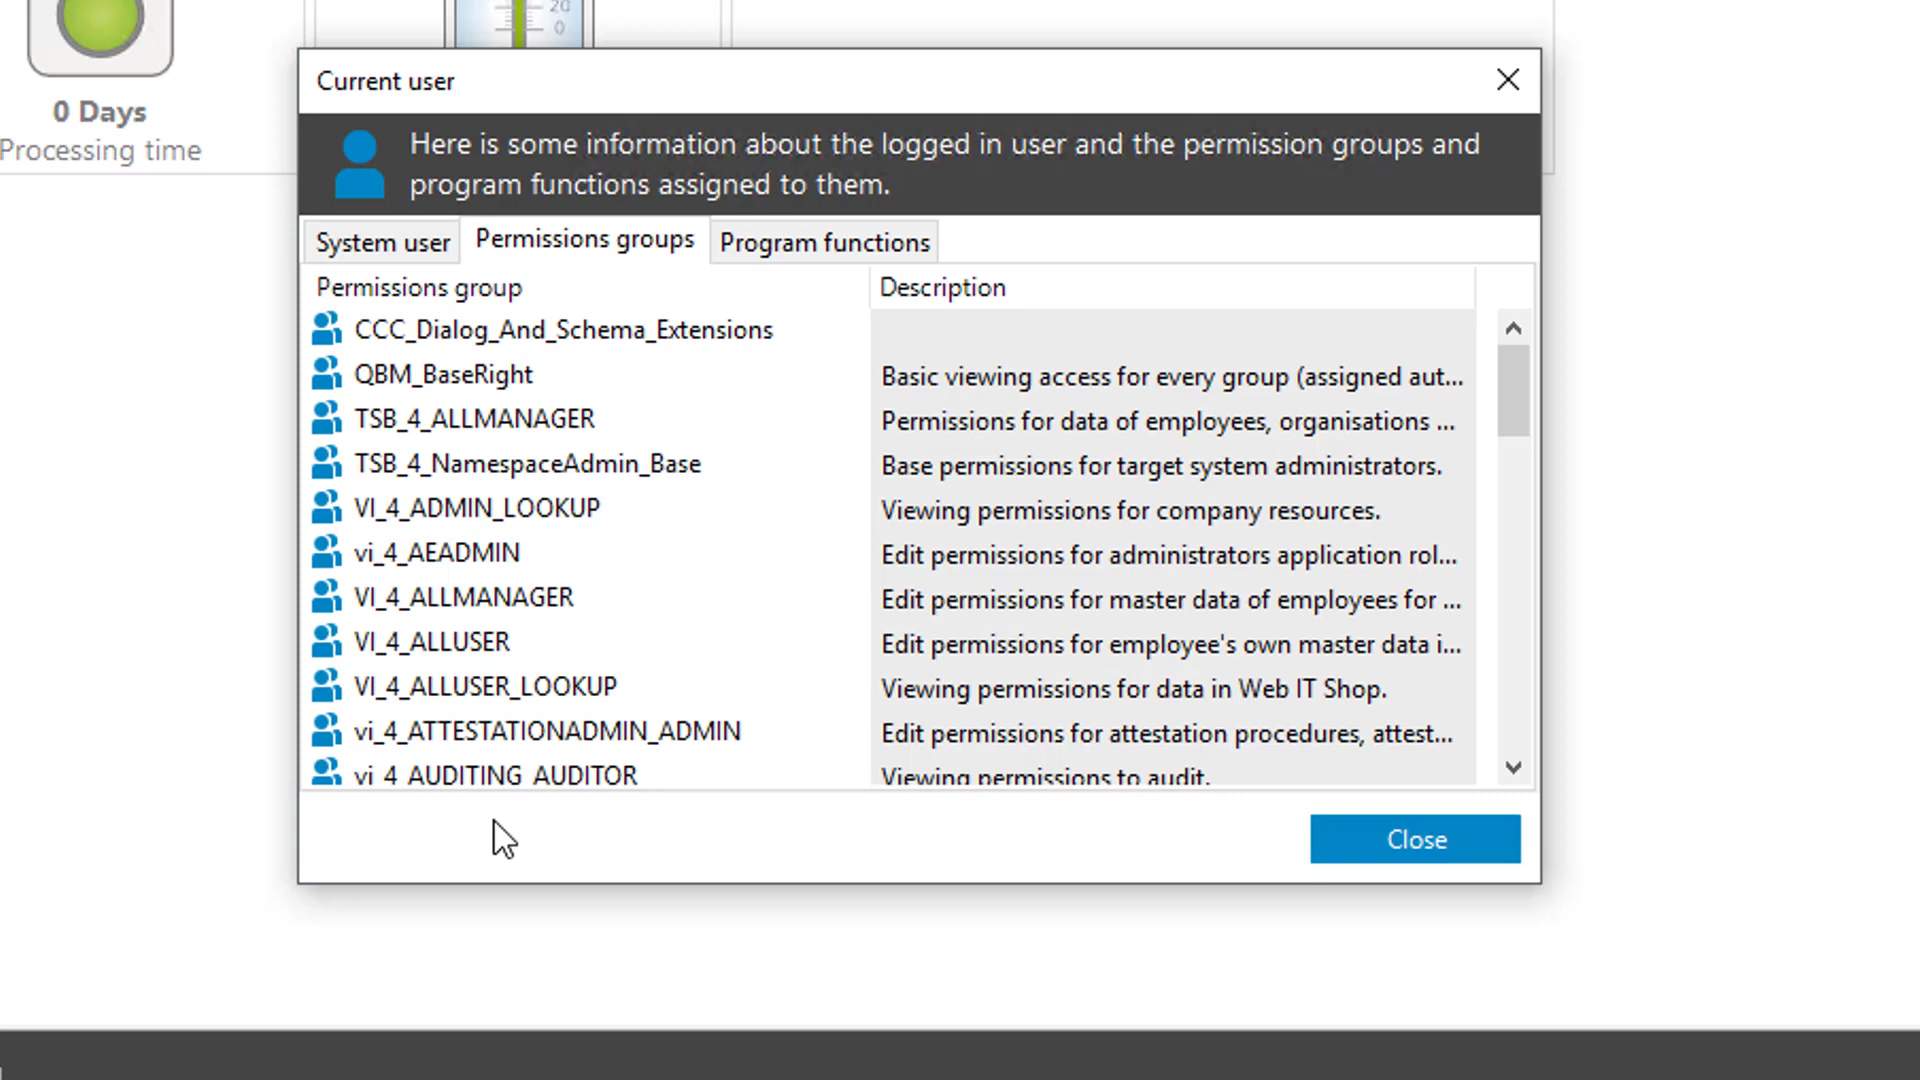 20
0
0 Days
Processing time
Current user
Here is some information about the logged in user and the permission groups and
program functions assigned to them.
System user Permissions groups Program functions
Permissions group Description
CCC_Dialog_And_Schema_Extensions
QBM_BaseRight Basic viewing access for every group (assigned aut...
TSB_4_ALLMANAGER Permissions for data of employees, organisations ...
TSB_4_NamespaceAdmin_Base Base permissions for target system administrators.
VI_4_ADMIN_LOOKUP Viewing permissions for company resources.
vi_4_AEADMIN Edit permissions for administrators application rol...
VI_4_ALLMANAGER Edit permissions for master data of employees for ...
VI_4_ALLUSER Edit permissions for employee's own master data i...
VI_4_ALLUSER_LOOKUP Viewing permissions for data in Web IT Shop.
vi_4_ATTESTATIONADMIN_ADMIN Edit permissions for attestation procedures, attest...
vi_4_AUDITING_AUDITOR Viewing permissions to audit.
Close